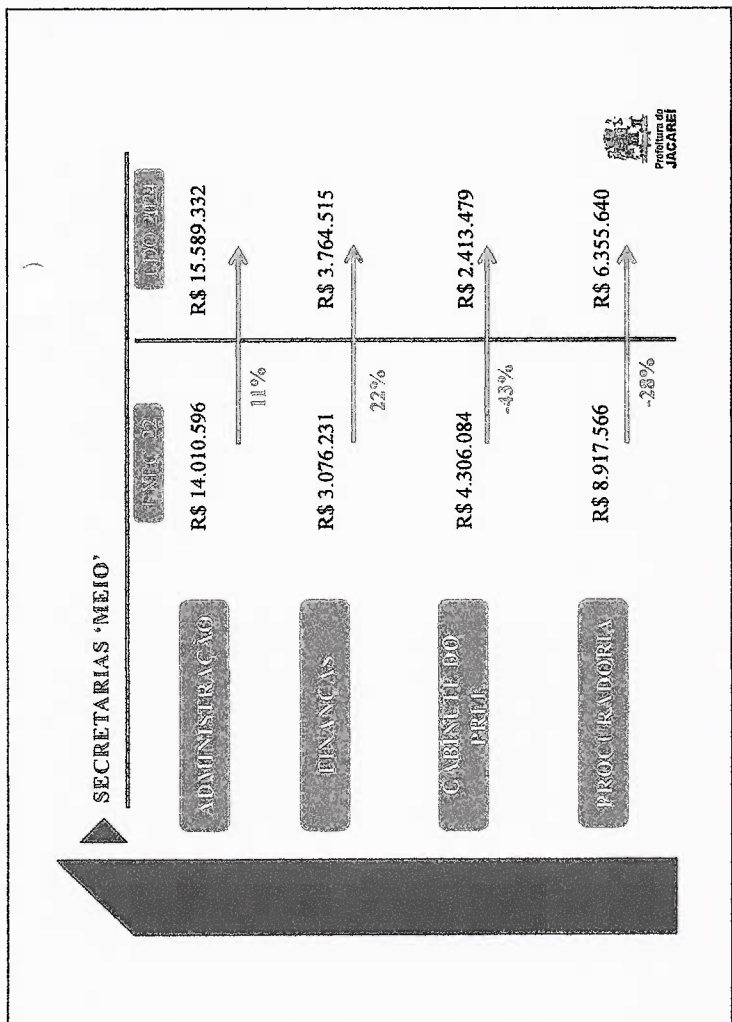 SECRETARIAS 'MEIO'
EXEC 22
LDO 2024
ADMINISTRAÇÃO
R$ 14.010.596
11%
R$ 15.589.332
FINANÇAS
R$ 3.076.231
22%
R$ 3.764.515
GABINETE DO
PREF.
R$ 4.306.084
-43%
R$ 2.413.479
PROCURADORIA
R$ 8.917.566
-28%
R$ 6.355.640
Prefeitura de
JACAREÍ